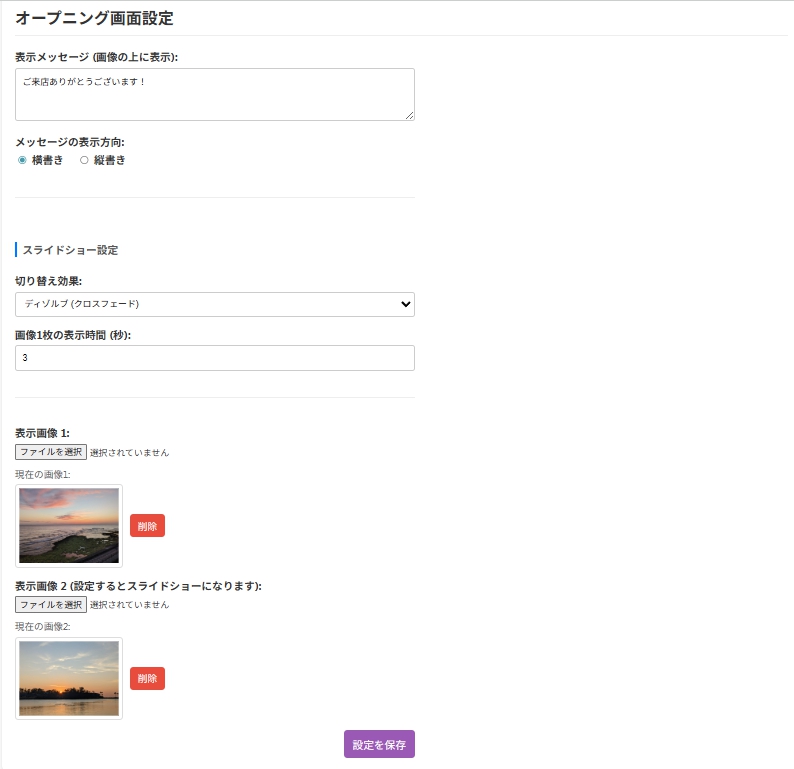 オープニング画面設定
表示メッセージ (画像の上に表示):
ご来店ありがとうございます！
メッセージの表示方向:
横書き 縦書き
スライドショー設定
切り替え効果:
ディゾルブ (クロスフェード)
画像1枚の表示時間 (秒):
3
表示画像 1:
ファイルを選択 選択されていません
現在の画像1:
削除
表示画像 2 (設定するとスライドショーになります):
ファイルを選択 選択されていません
現在の画像2:
削除
設定を保存